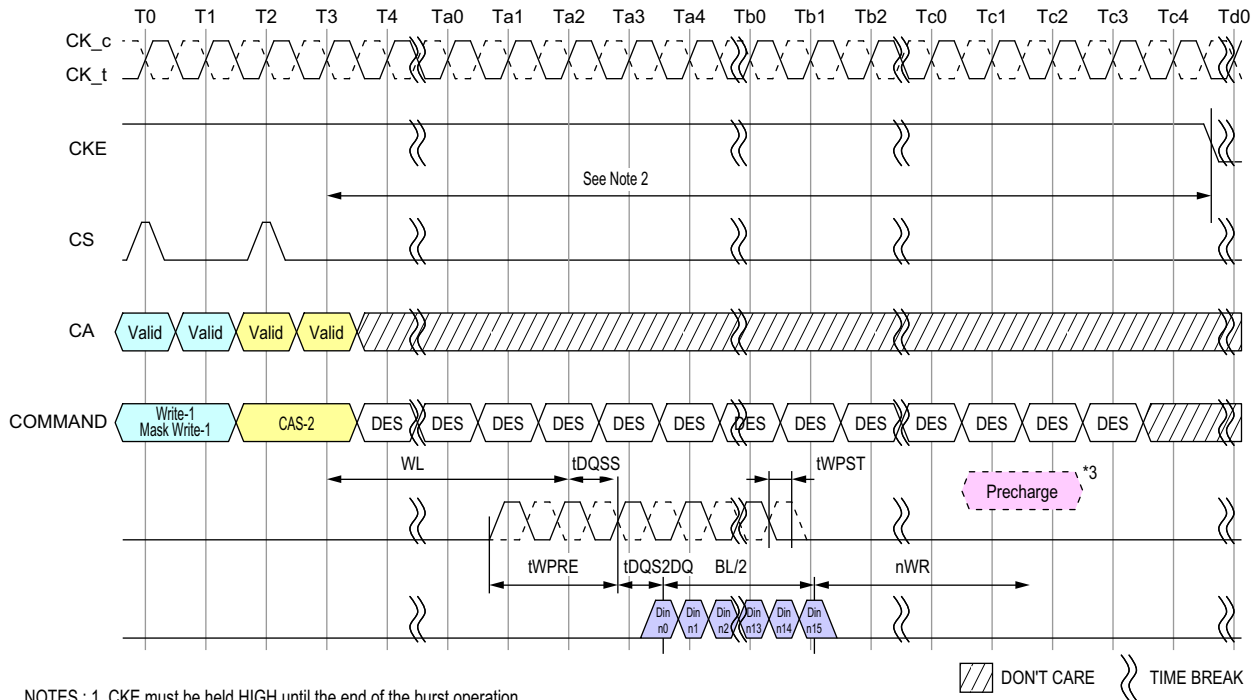 T0 T1 T2 T3 T4 Ta0 Ta1 Ta2 Ta3 Ta4 Tb0 Tb1 Tb2 Tc0 Tc1 Tc2 Tc3 Tc4 Td0
CK_c
CK_t
CKE
See Note 2
CS
CA Valid Valid Valid Valid
COMMAND Write-1 Mask Write-1 CAS-2 DES DES DES DES DES DES DES DES DES DES DES DES DES
WL tDQSS tWPST
Precharge *3
tWPRE tDQS2DQ BL/2 nWR
Din n0 Din n1 Din n2 Din n13 Din n14 Din n15
DON'T CARE TIME BREAK
NOTES : 1. CKE must be held HIGH until the end of the burst operation.